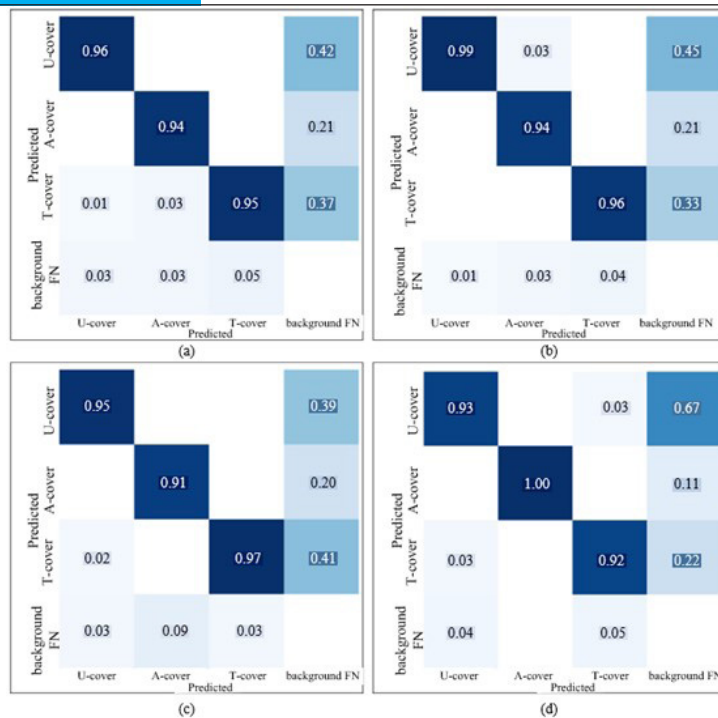 U-cover
0.96
0.42
Predicted
A-cover
0.94
0.21
T-cover
0.01
0.03
0.95
0.37
background
FN
0.03
0.03
0.05
U-cover
A-cover
T-cover
background FN
Predicted
(a)
U-cover
0.99
0.03
0.45
Predicted
A-cover
0.94
0.21
T-cover
0.96
0.33
background
FN
0.01
0.03
0.04
U-cover
A-cover
T-cover
background FN
Predicted
(b)
U-cover
0.95
0.39
Predicted
A-cover
0.91
0.20
T-cover
0.02
0.97
0.41
background
FN
0.03
0.09
0.03
U-cover
A-cover
T-cover
background FN
Predicted
(c)
U-cover
0.93
0.03
0.67
Predicted
A-cover
1.00
0.11
T-cover
0.03
0.92
0.22
background
FN
0.04
0.05
U-cover
A-cover
T-cover
background FN
Predicted
(d)